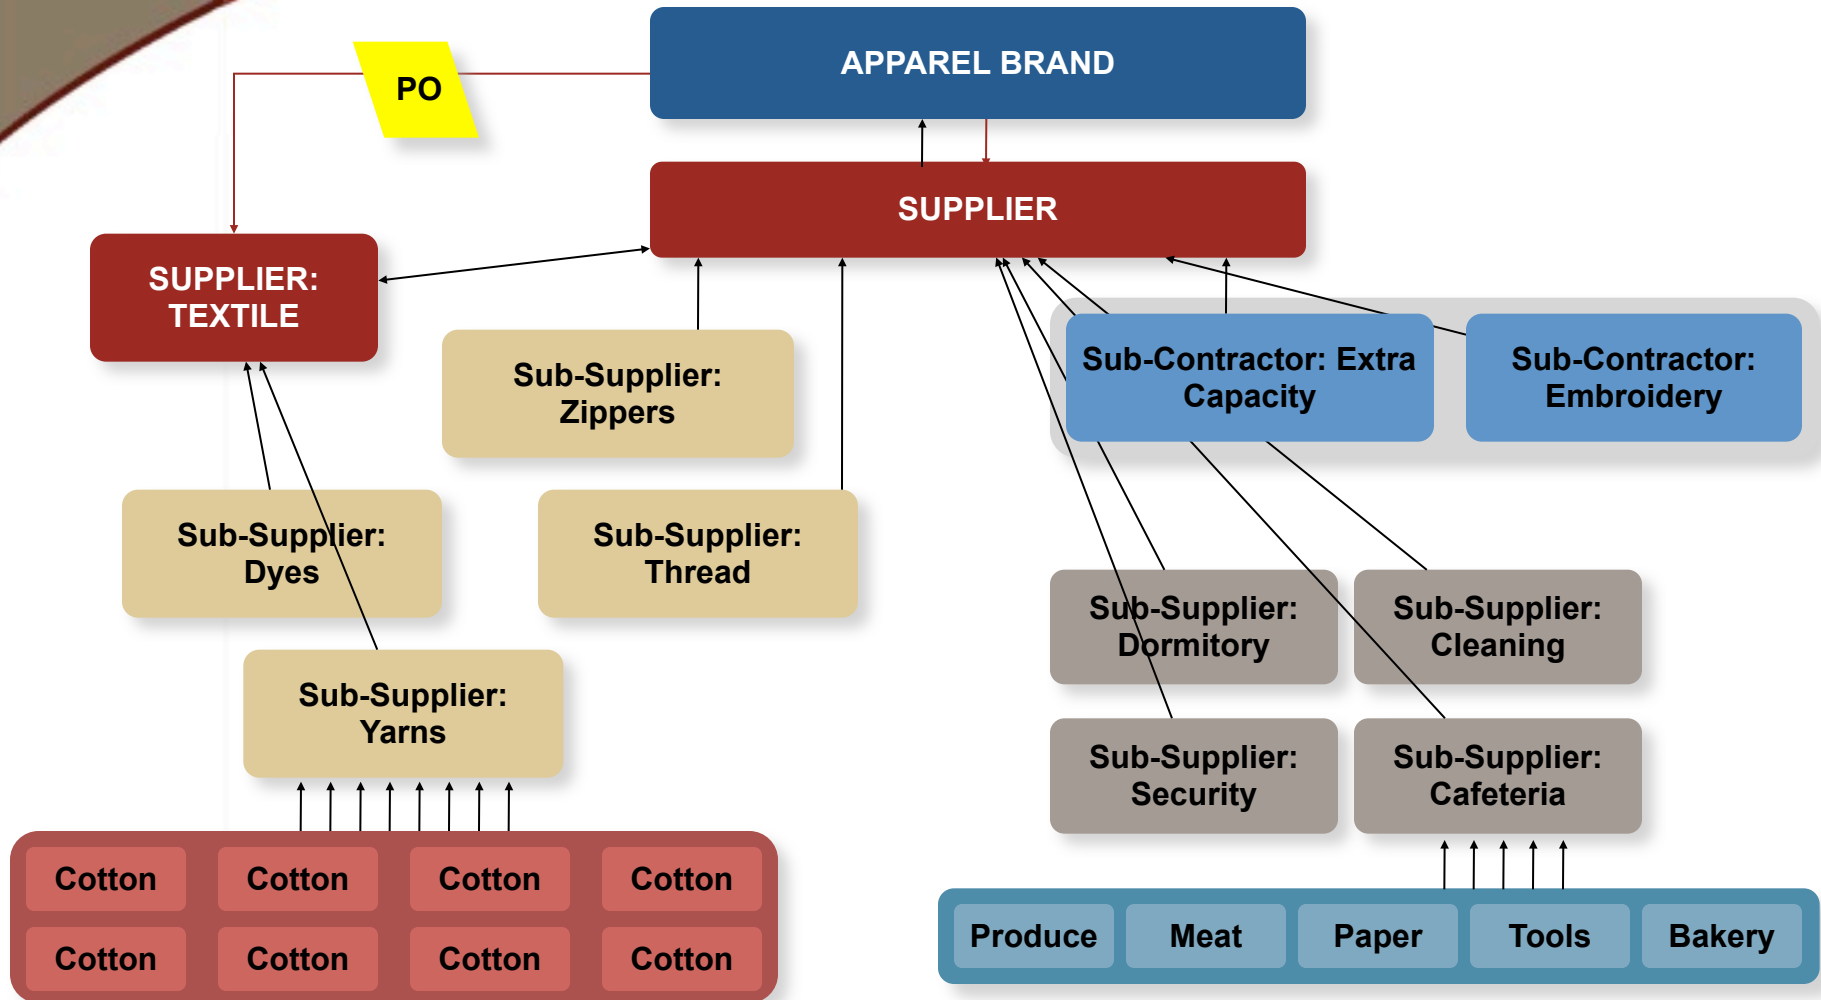 APPAREL BRAND
PO
SUPPLIER
SUPPLIER:
TEXTILE
Sub-Supplier:
Zippers
Sub-Contractor: Extra
Capacity
Sub-Contractor:
Embroidery
Sub-Supplier:
Dyes
Sub-Supplier:
Thread
Sub-Supplier:
Dormitory
Sub-Supplier:
Cleaning
Sub-Supplier:
Yarns
Sub-Supplier:
Security
Sub-Supplier:
Cafeteria
Cotton Cotton Cotton Cotton
Cotton Cotton Cotton Cotton
Produce Meat Paper Tools Bakery